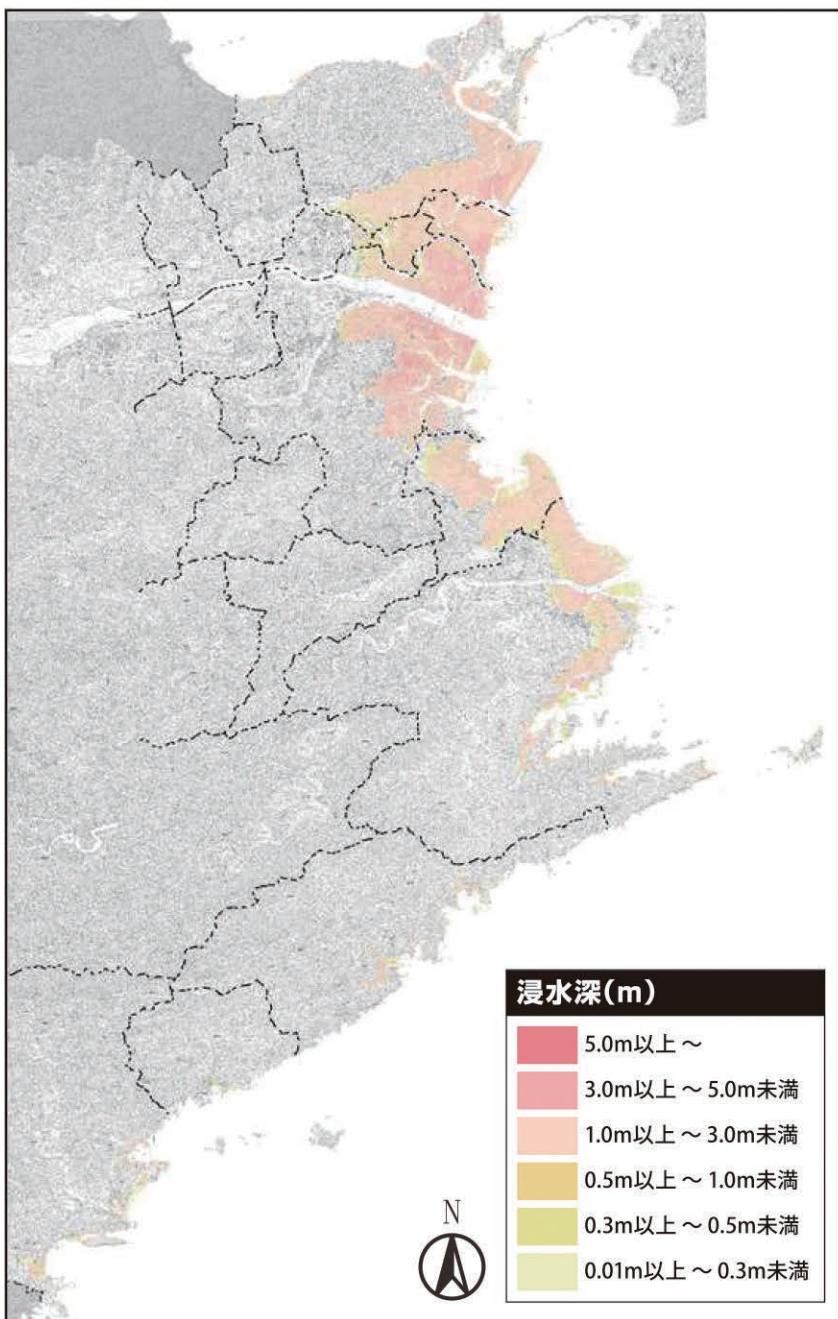 浸水深(m)
5.0m以上 ～
3.0m以上 ～ 5.0m未満
1.0m以上 ～ 3.0m未満
0.5m以上 ～ 1.0m未満
0.3m以上 ～ 0.5m未満
0.01m以上 ～ 0.3m未満
N